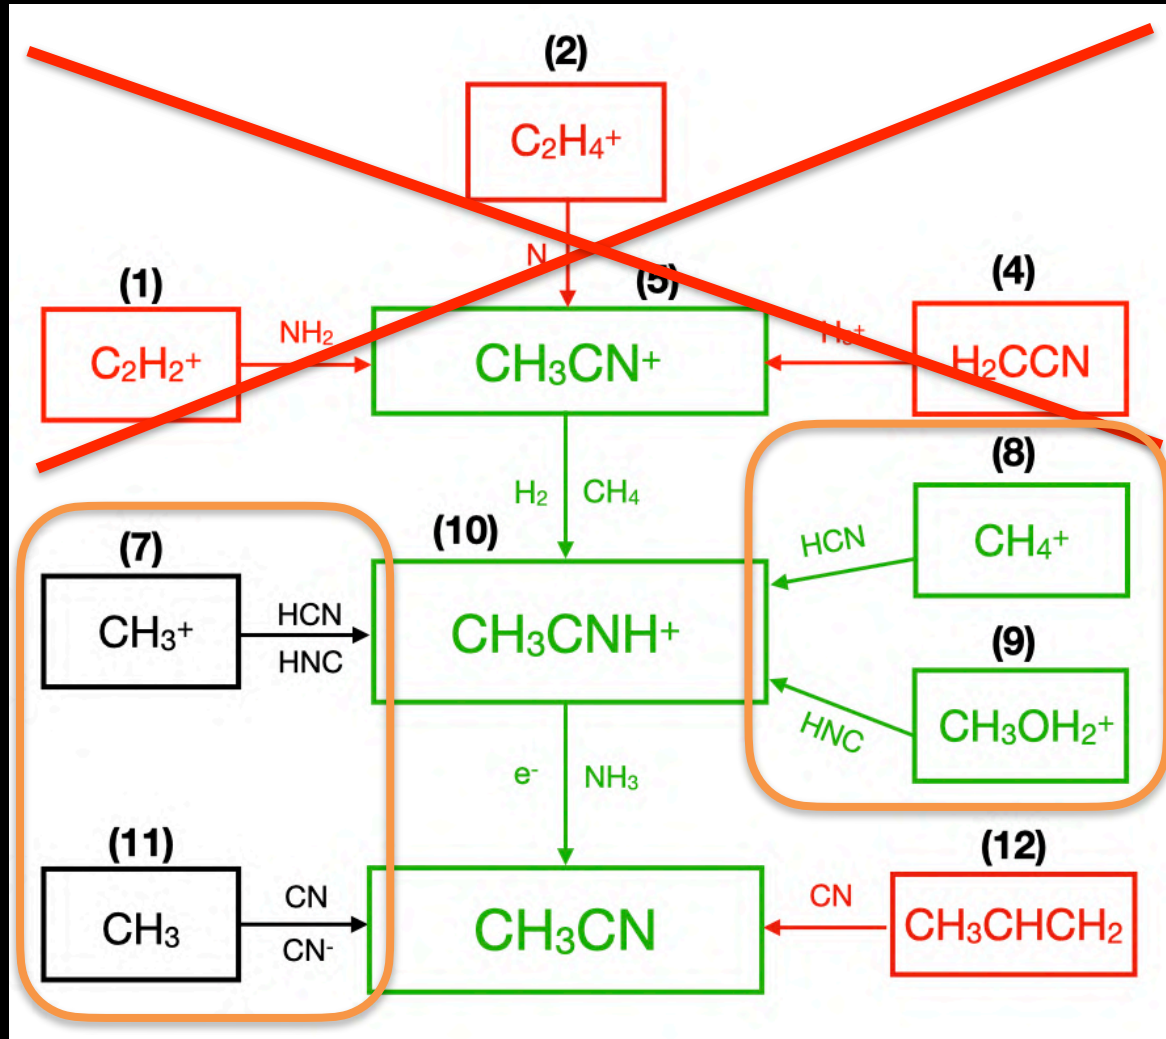 (2)
C₂H₄⁺
N
(1)
(5)
(4)
C₂H₂⁺
NH₂
CH₃CN⁺
H₃⁺
H₂CCN
H₂
CH₄
(8)
CH₄⁺
HCN
(7)
(10)
CH₃⁺
HCN
HNC
CH₃CNH⁺
(9)
CH₃OH₂⁺
HNC
e⁻
NH₃
(11)
(12)
CH₃
CN
CN⁻
CH₃CN
CN
CH₃CHCH₂